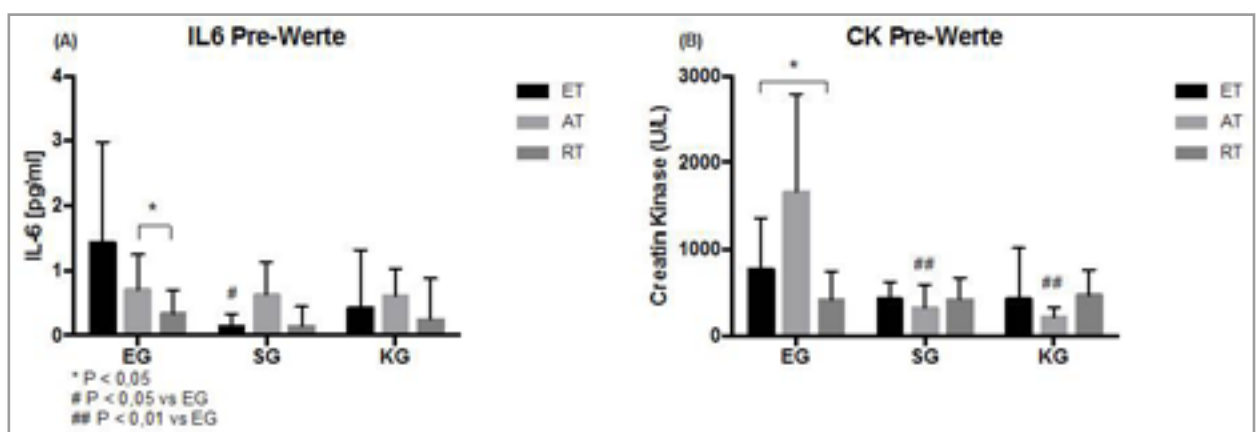 (A) IL6 Pre-Werte
IL-6 [pg/ml]
4
3
2
1
0
*
#
EG SG KG
ET
AT
RT
* P < 0,05
# P < 0,05 vs EG
## P < 0,01 vs EG
(B) CK Pre-Werte
Creatin Kinase (U/L)
3000
2000
1000
0
*
##
##
EG SG KG
ET
AT
RT